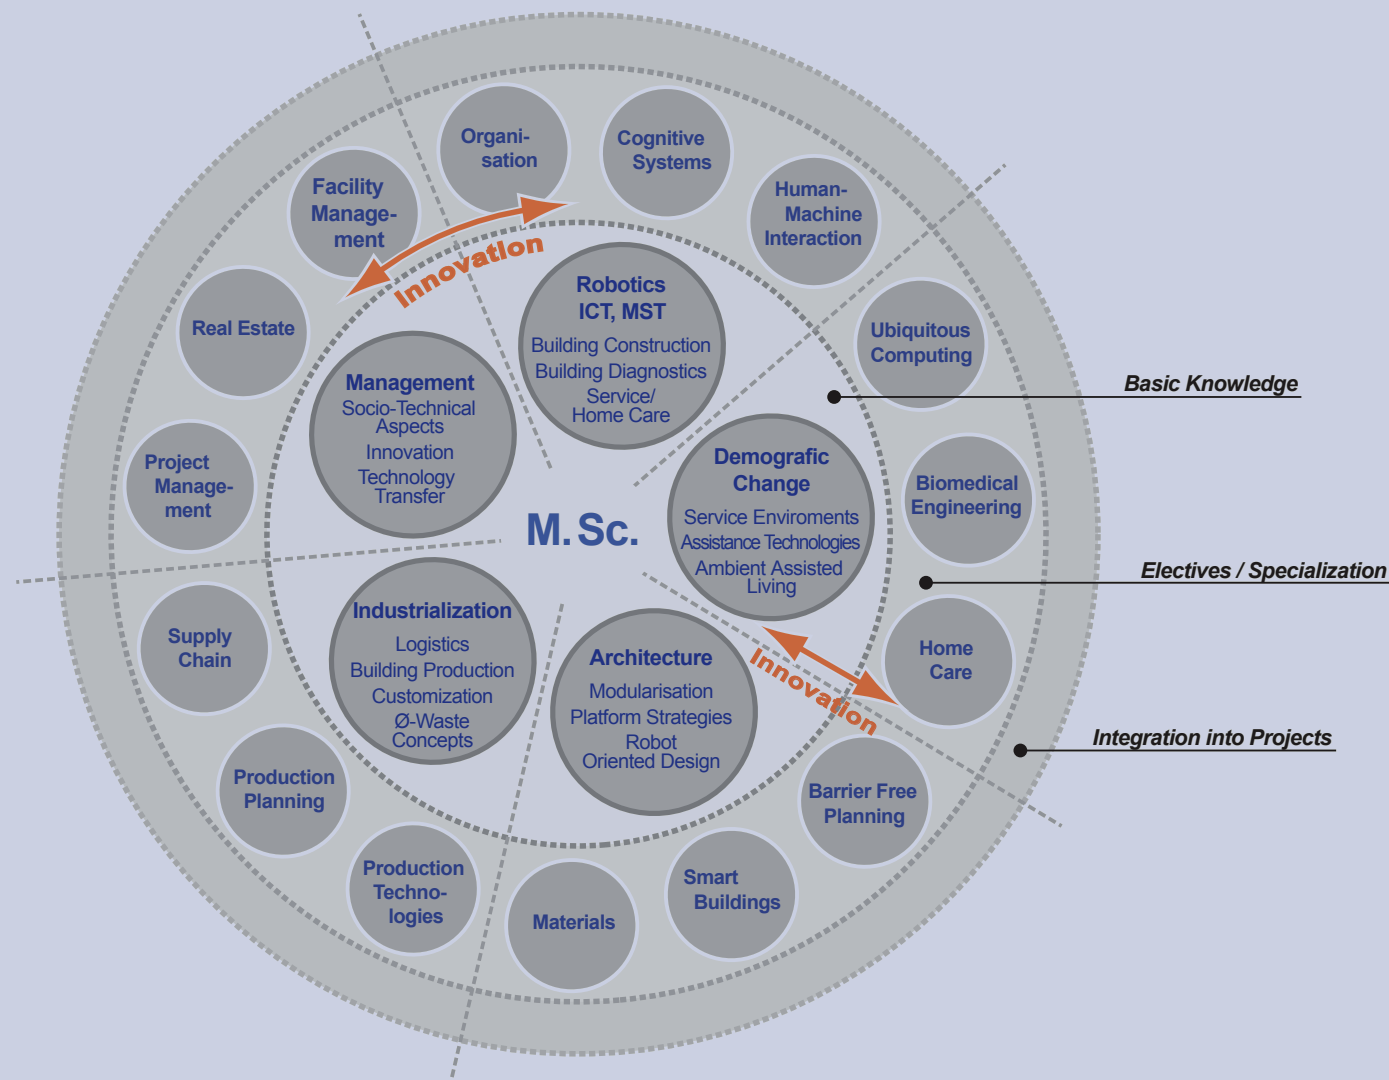 Organi-
sation
Cognitive
Systems
Human-
Machine
Interaction
Facility
Manage-
ment
Innovation
Real Estate
Ubiquitous
Computing
Robotics
ICT, MST
Building Construction
Building Diagnostics
Service/
Home Care
Management
Socio-Technical
Aspects
Innovation
Technology
Transfer
Basic Knowledge
Project
Manage-
ment
Demografic
Change
Service Enviroments
Assistance Technologies
Ambient Assisted
Living
Biomedical
Engineering
M. Sc.
Electives / Specialization
Industrialization
Logistics
Building Production
Customization
Ø-Waste
Concepts
Architecture
Modularisation
Platform Strategies
Robot
Oriented Design
Supply
Chain
Home
Care
Innovation
Integration into Projects
Production
Planning
Barrier Free
Planning
Production
Techno-
logies
Materials
Smart
Buildings